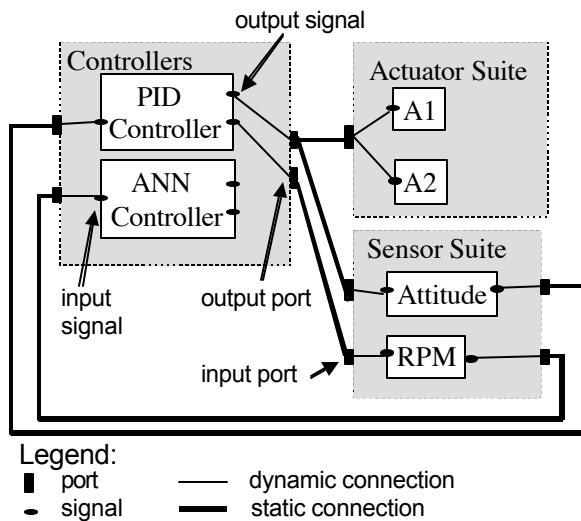 output signal
Controllers
PID
Controller
ANN
Controller
Actuator Suite
A1
A2
Sensor Suite
Attitude
RPM
input
signal
output port
input port
Legend:
port
dynamic connection
signal
static connection